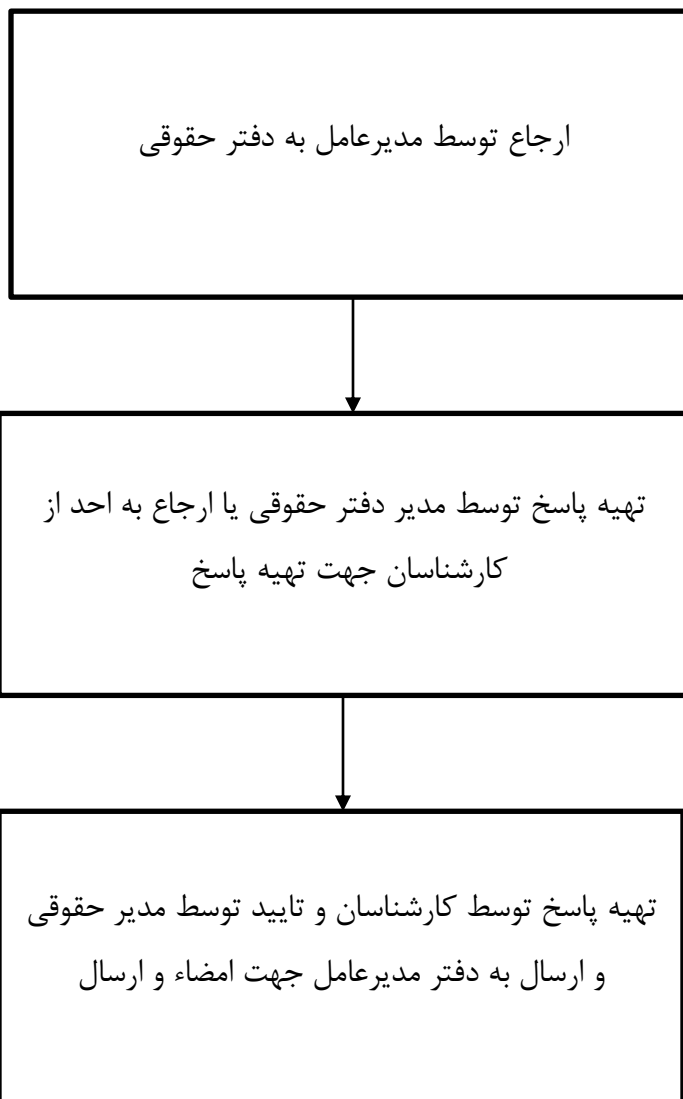 ارجاع توسط مدیرعامل به دفتر حقوقی
تهیه پاسخ توسط مدیر دفتر حقوقی یا ارجاع به احد از
کارشناسان جهت تهیه پاسخ
تهیه پاسخ توسط کارشناسان و تایید توسط مدیر حقوقی
و ارسال به دفتر مدیرعامل جهت امضاء و ارسال